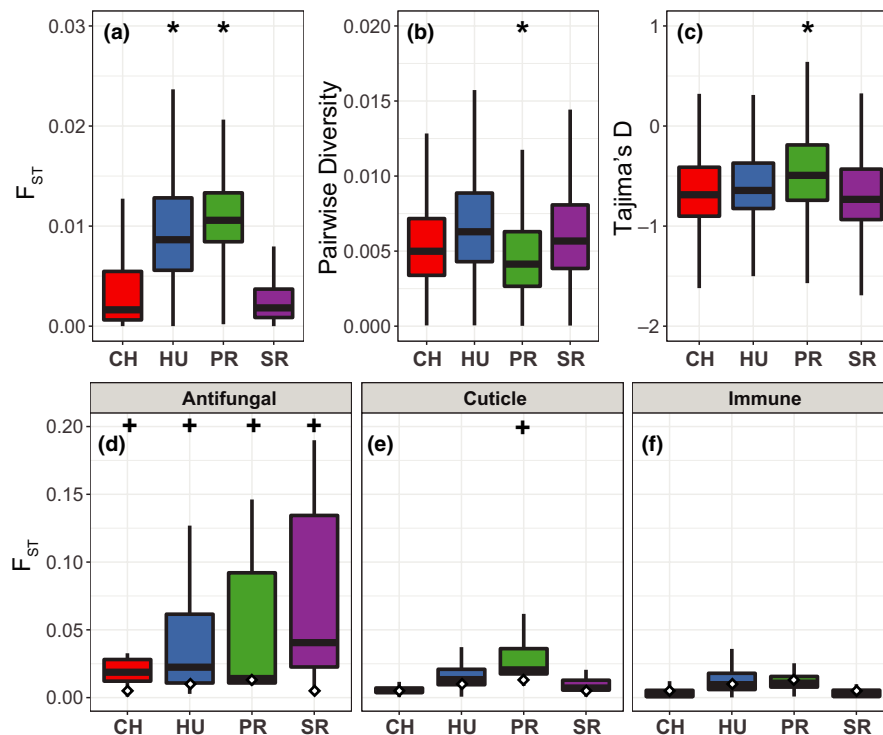 (a) * *
(b) *
(c) *
0.03
0.02
0.01
0.00
F_ST
CH HU PR SR
0.020
0.015
0.010
0.005
0.000
Pairwise Diversity
CH HU PR SR
1
0
−1
−2
Tajima's D
CH HU PR SR
Antifungal
Cuticle
Immune
(d) + + + +
(e) +
(f)
0.20
0.15
0.10
0.05
0.00
F_ST
CH HU PR SR
CH HU PR SR
CH HU PR SR